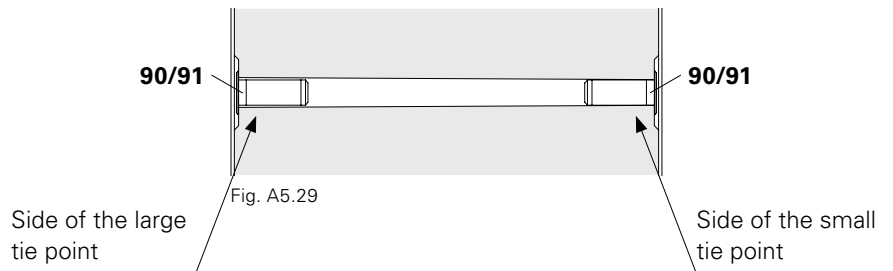 90/91
90/91
Fig. A5.29
Side of the large
tie point
Side of the small
tie point